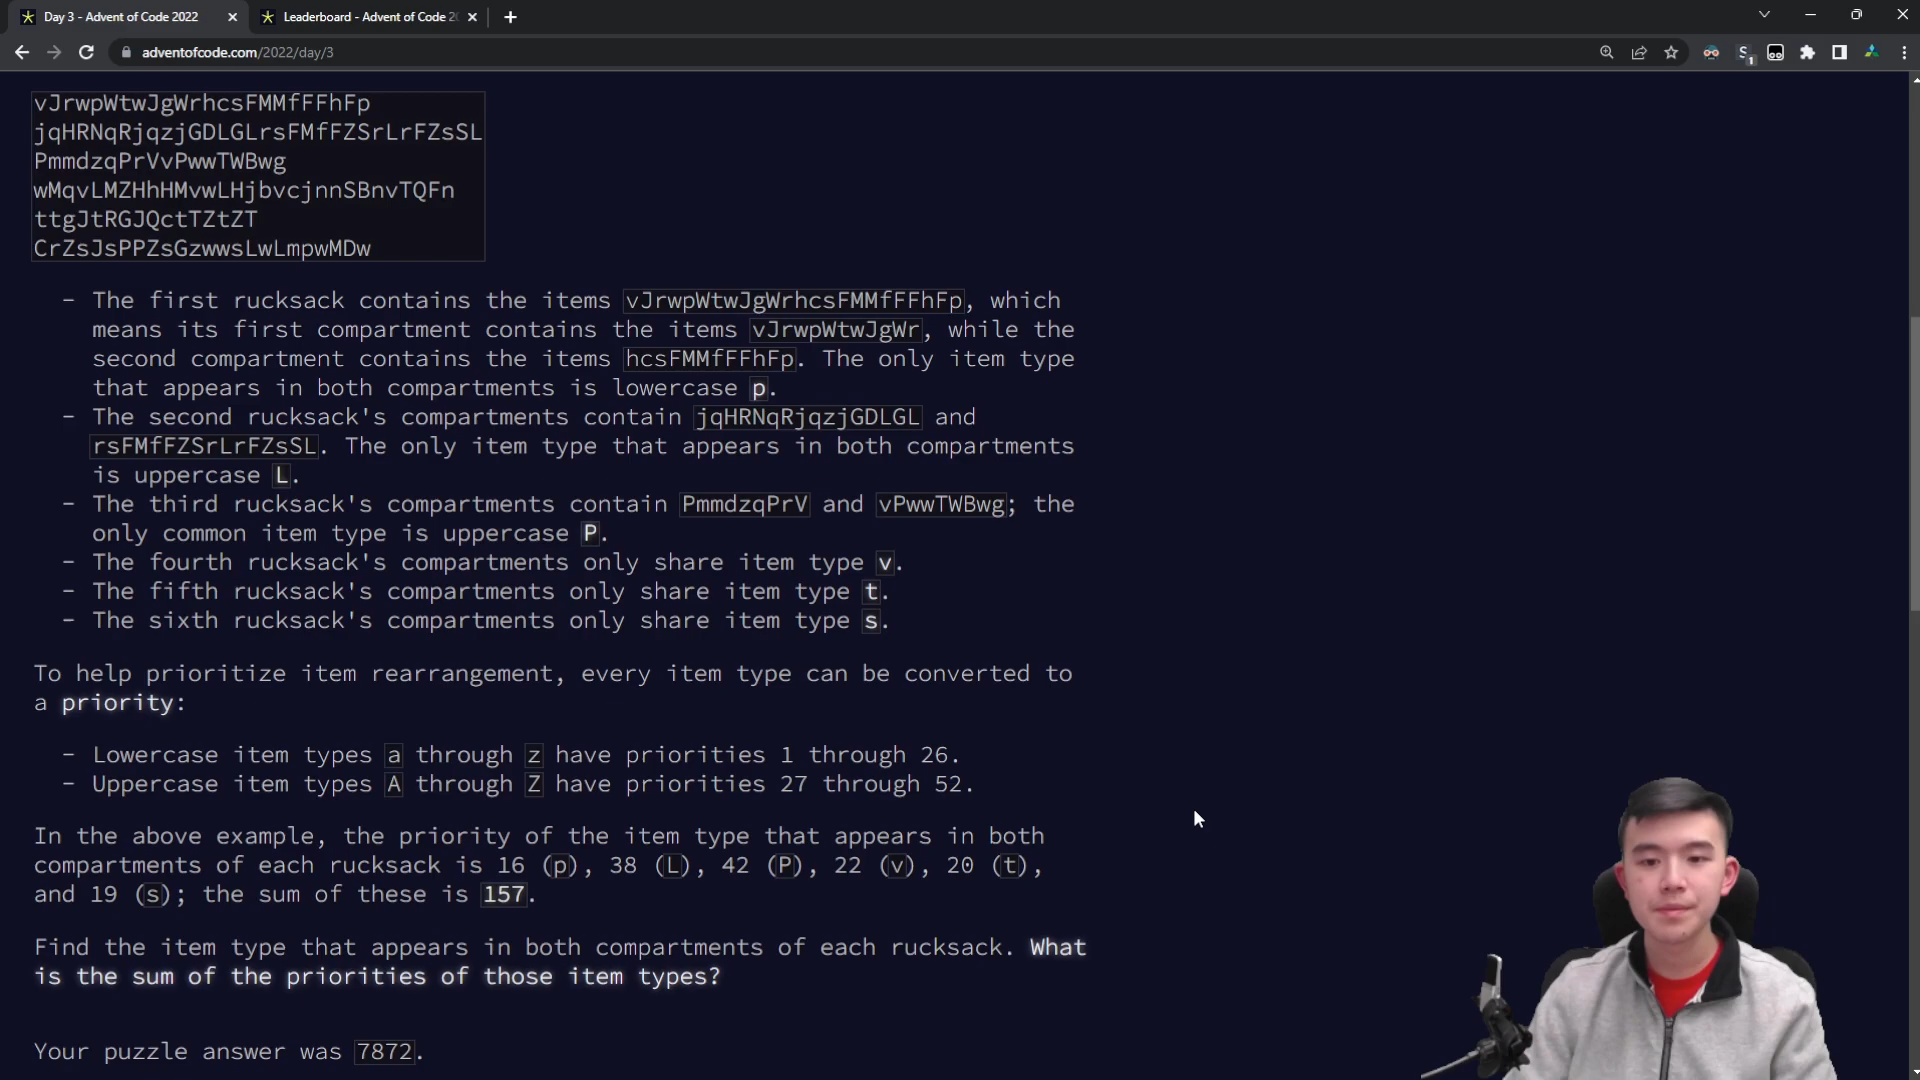 Day 3 - Advent of Code 2022
Leaderboard - Advent of Code 20
adventofcode.com/2022/day/3
vJrwpWtwJgWrhcsFMMfFFhFp
jqHRNqRjqzjGDLGLrsFMfFZSrLrFZsSL
PmmdzqPrVvPwwTWBwg
wMqvLMZHhHMvwLHjbvcjnnSBnvTQFn
ttgJtRGJQctTZtZT
CrZsJsPPZsGzwwsLwLmpwMDw
- The first rucksack contains the items vJrwpWtwJgWrhcsFMMfFFhFp, which
means its first compartment contains the items vJrwpWtwJgWr, while the
second compartment contains the items hcsFMMfFFhFp. The only item type
that appears in both compartments is lowercase p.
- The second rucksack's compartments contain jqHRNqRjqzjGDLGL and
rsFMfFZSrLrFZsSL. The only item type that appears in both compartments
is uppercase L.
- The third rucksack's compartments contain PmmdzqPrV and vPwwTWBwg; the
only common item type is uppercase P.
- The fourth rucksack's compartments only share item type v.
- The fifth rucksack's compartments only share item type t.
- The sixth rucksack's compartments only share item type s.
To help prioritize item rearrangement, every item type can be converted to
a priority:
- Lowercase item types a through z have priorities 1 through 26.
- Uppercase item types A through Z have priorities 27 through 52.
In the above example, the priority of the item type that appears in both
compartments of each rucksack is 16 (p), 38 (L), 42 (P), 22 (v), 20 (t),
and 19 (s); the sum of these is 157.
Find the item type that appears in both compartments of each rucksack. What
is the sum of the priorities of those item types?
Your puzzle answer was 7872.